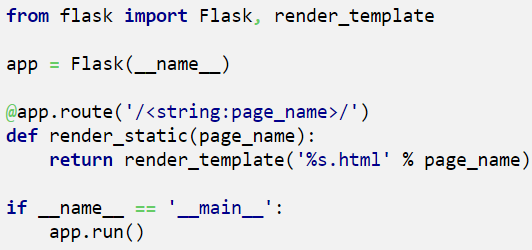 from flask import Flask, render_template
app = Flask(__name__)
@app.route('/<string:page_name>/')
def render_static(page_name):
    return render_template('%s.html' % page_name)
if __name__ == '__main__':
    app.run()